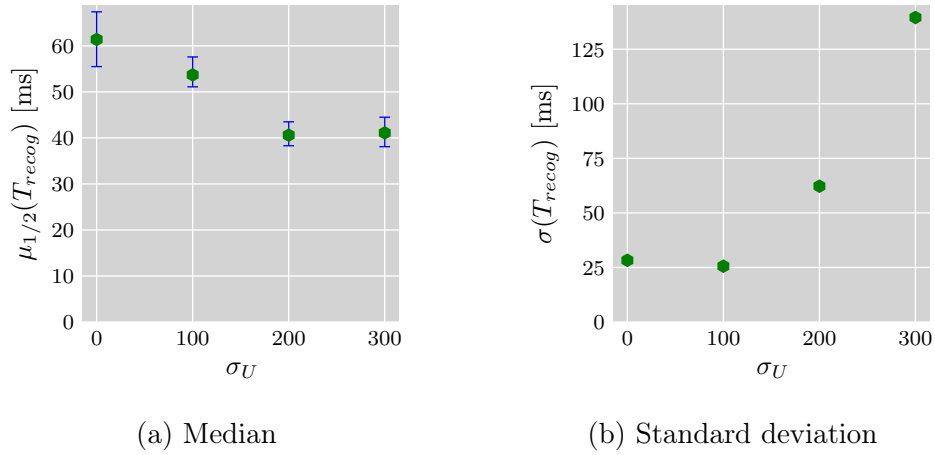 μ1/2(Trecog) [ms]
60
50
40
30
20
10
0
0 100 200 300
σU
(a) Median
σ(Trecog) [ms]
125
100
75
50
25
0
0 100 200 300
σU
(b) Standard deviation